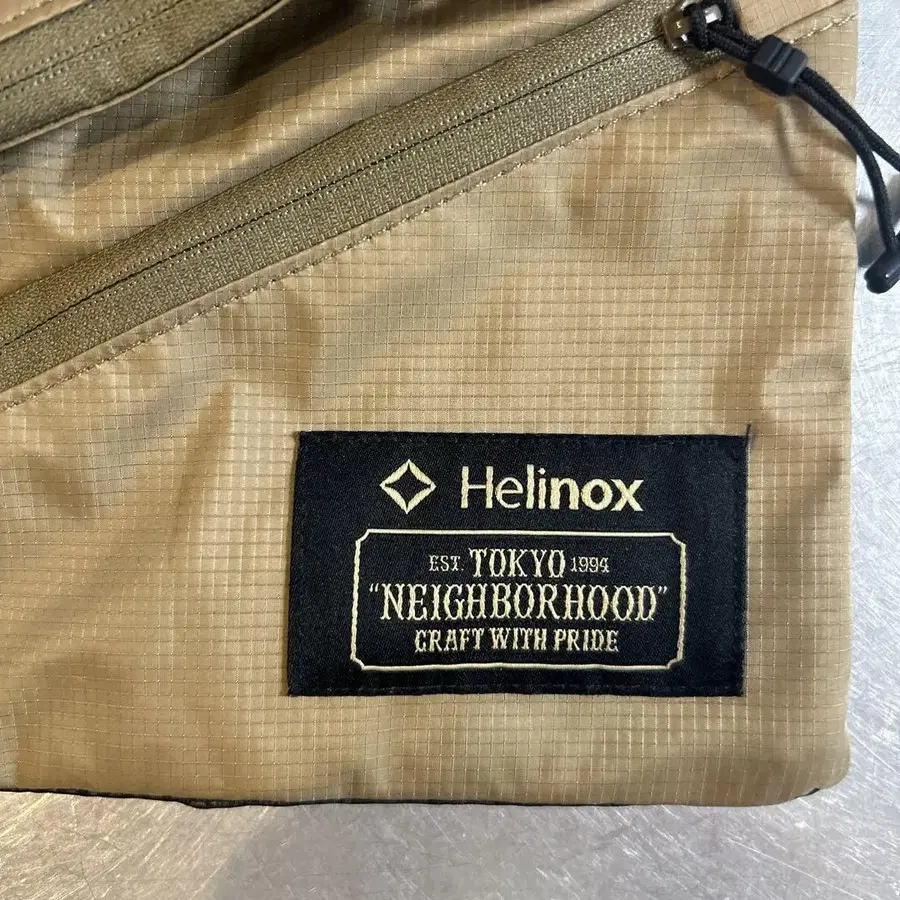 Helinox
EST. TOKYO 1994
"NEIGHBORHOOD"
CRAFT WITH PRIDE